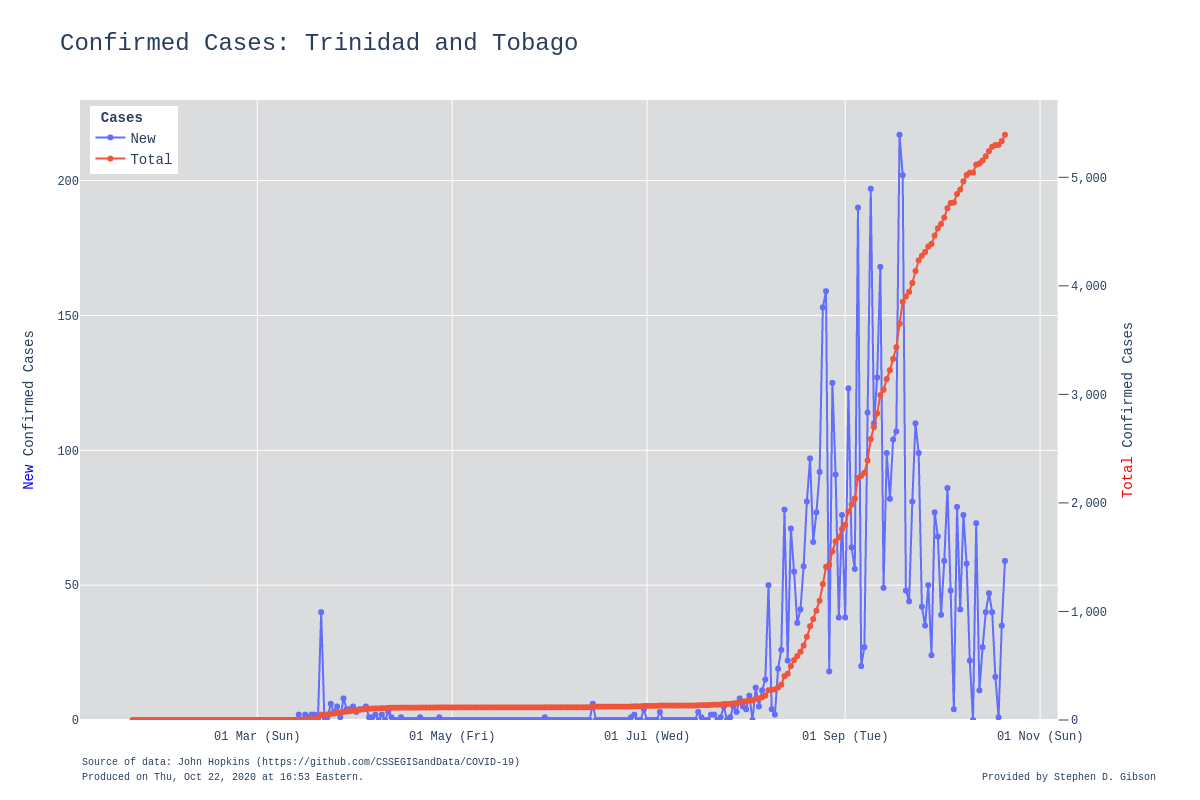 Confirmed Cases: Trinidad and Tobago
Cases
New
Total
200
150
100
50
0
5,000
4,000
3,000
2,000
1,000
0
New Confirmed Cases
Total Confirmed Cases
01 Mar (Sun) 01 May (Fri) 01 Jul (Wed) 01 Sep (Tue) 01 Nov (Sun)
Source of data: John Hopkins (https://github.com/CSSEGISandData/COVID-19)
Produced on Thu, Oct 22, 2020 at 16:53 Eastern.
Provided by Stephen D. Gibson